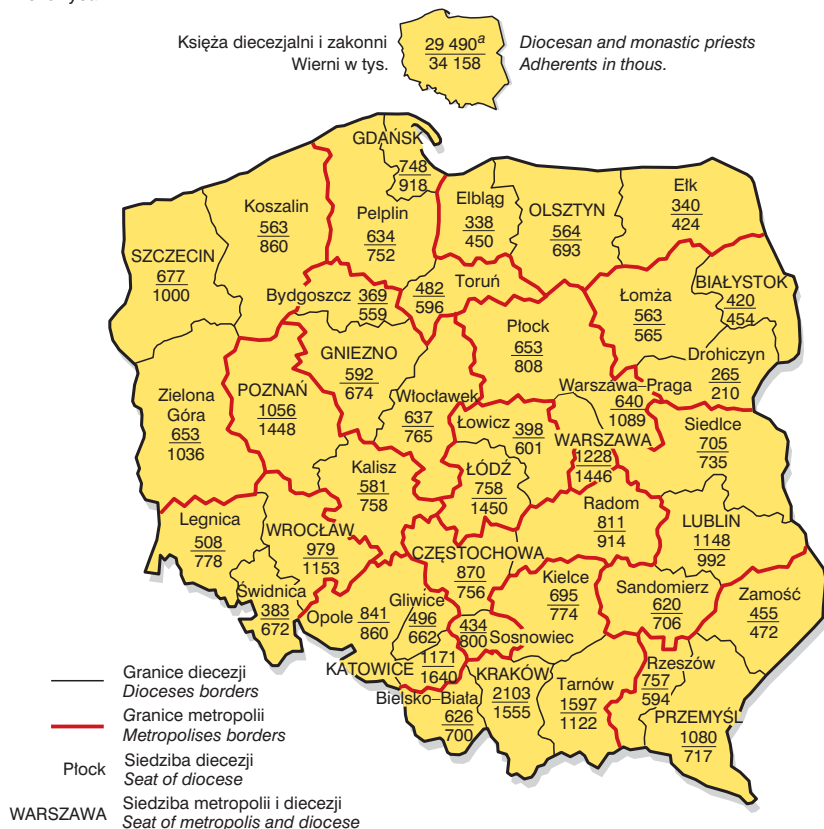 Księża diecezjalni i zakonni 29 490a Diocesan and monastic priests
Wierni w tys. 34 158 Adherents in thous.
GDAŃSK
748
918
Koszalin
563
860
Pelplin
634
752
Elbląg
338
450
OLSZTYN
564
693
Ełk
340
424
SZCZECIN
677
1000
Bydgoszcz 369
559
Toruń
482
596
Łomża
563
565
BIAŁYSTOK
420
454
Płock
653
808
Drohiczyn
265
210
GNIEZNO
592
674
Zielona
Góra
653
1036
POZNAŃ
1056
1448
Włocławek
637
765
Warszawa–Praga
640
1089
Łowicz 398
601
WARSZAWA
1228
1446
Siedlce
705
735
Kalisz
581
758
ŁÓDŹ
758
1450
Radom
811
914
LUBLIN
1148
992
Legnica
508
778
WROCŁAW
979
1153
CZĘSTOCHOWA
870
756
Kielce
695
774
Sandomierz
620
706
Zamość
455
472
Świdnica
383
672
Opole 841
860
Gliwice
496
662
434
800 Sosnowiec
KATOWICE 1171
1640
KRAKÓW
2103
1555
Tarnów
1597
1122
Rzeszów
757
594
Bielsko–Biała
626
700
PRZEMYŚL
1080
717
Granice diecezji
Dioceses borders
Granice metropolii
Metropolises borders
Płock Siedziba diecezji
Seat of diocese
WARSZAWA Siedziba metropolii i diecezji
Seat of metropolis and diocese